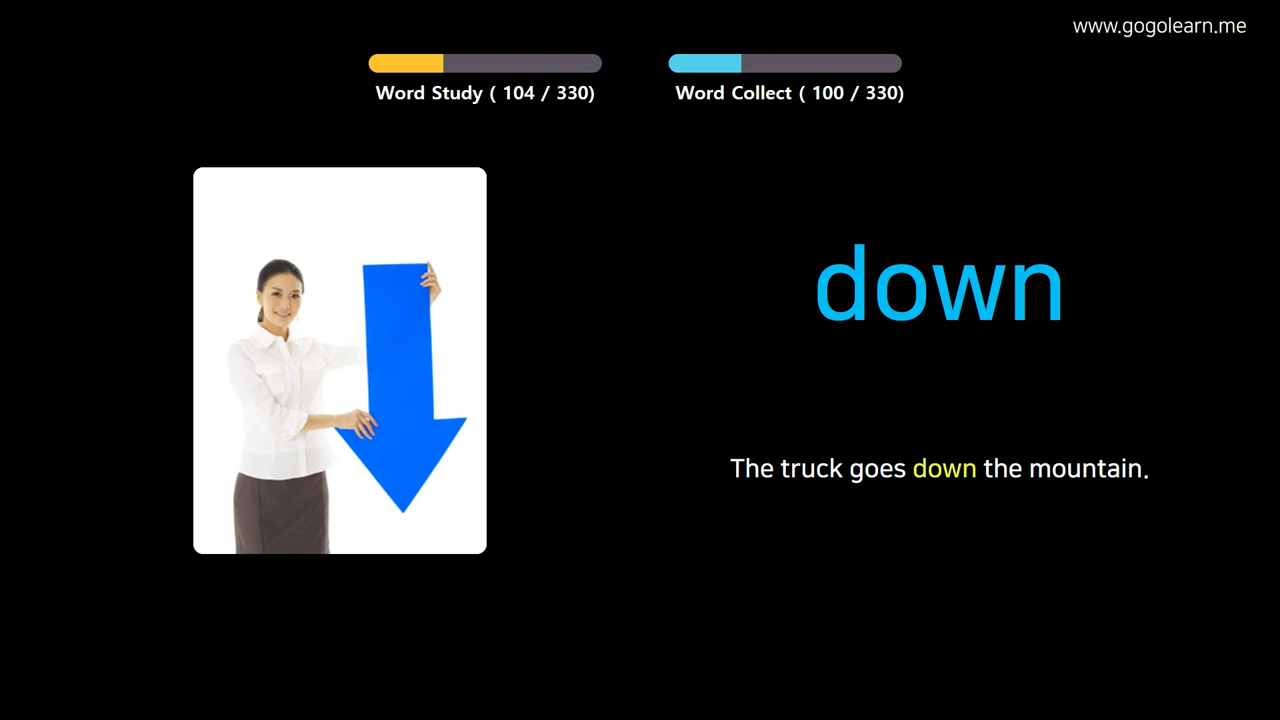 www.gogolearn.me
Word Study ( 104 / 330)
Word Collect ( 100 / 330)
down
The truck goes down the mountain.